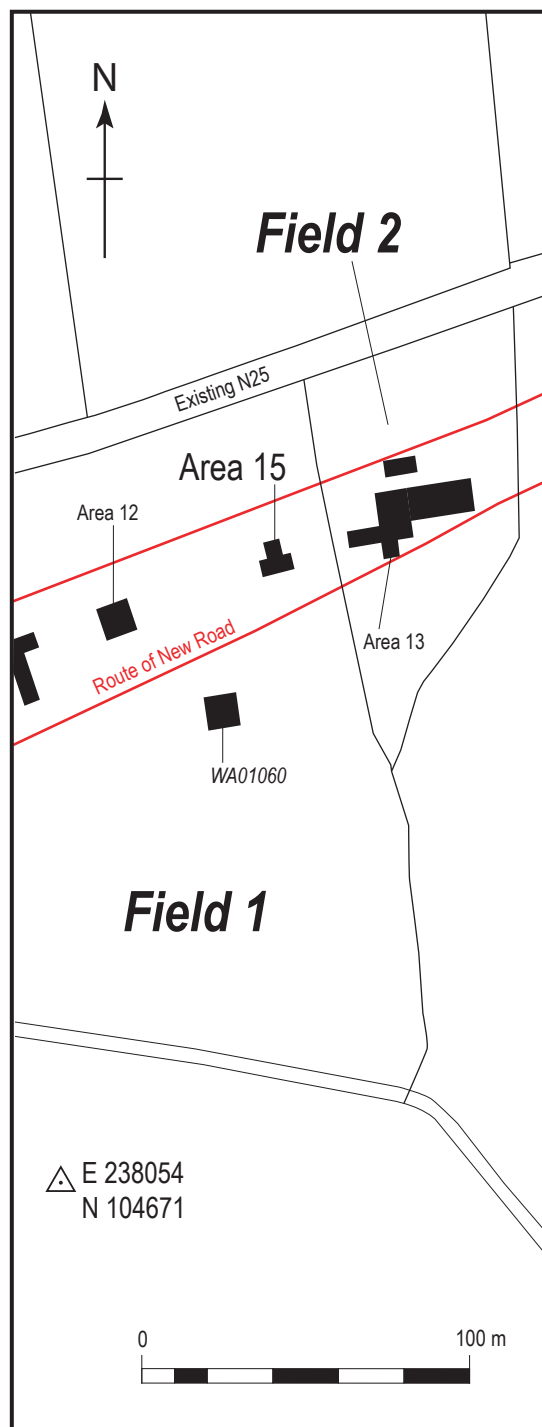 N
Field 2
Existing N25
Area 15
Area 12
Area 13
Route of New Road
WA01060
Field 1
E 238054
N 104671
0
100 m